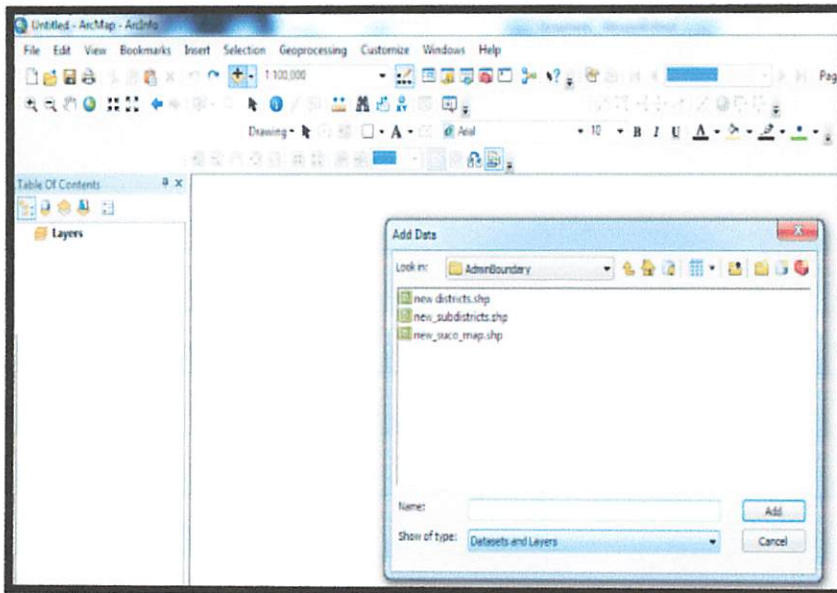 Untitled - ArcMap - ArcInfo
File Edit View Bookmarks Insert Selection Geoprocessing Customize Windows Help
1:100,000
Pag
Drawing
A
Arial
10
B I U A
Table Of Contents
Layers
Add Data
Look in: AdminBoundary
new districts.shp
new_subdistricts.shp
new_suco_map.shp
Name:
Add
Show of type: Datasets and Layers
Cancel